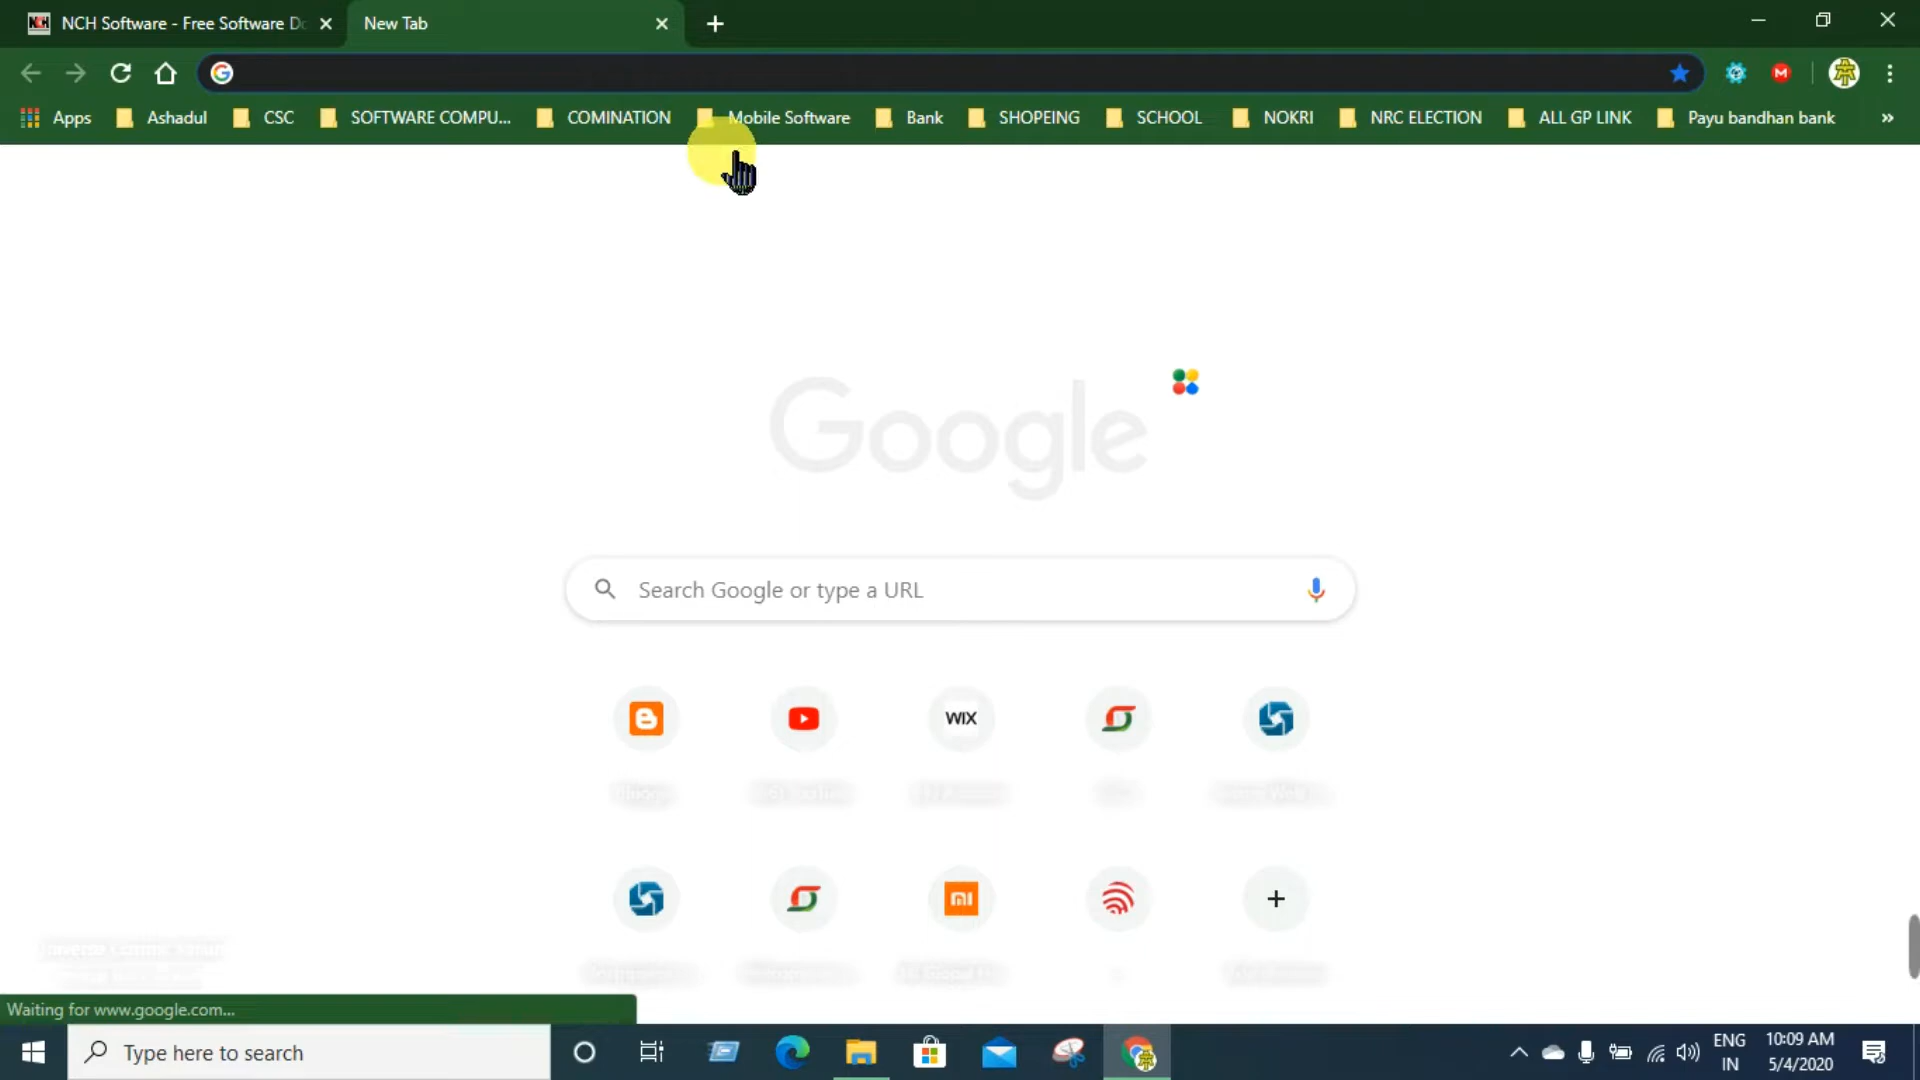 NCH Software - Free Software Do
New Tab
Apps
Ashadul
CSC
SOFTWARE COMPU...
COMINATION
Mobile Software
Bank
SHOPEING
SCHOOL
NOKRI
NRC ELECTION
ALL GP LINK
Payu bandhan bank
Google
Search Google or type a URL
WIX
Waiting for www.google.com...
Type here to search
ENG
IN
10:09 AM
5/4/2020